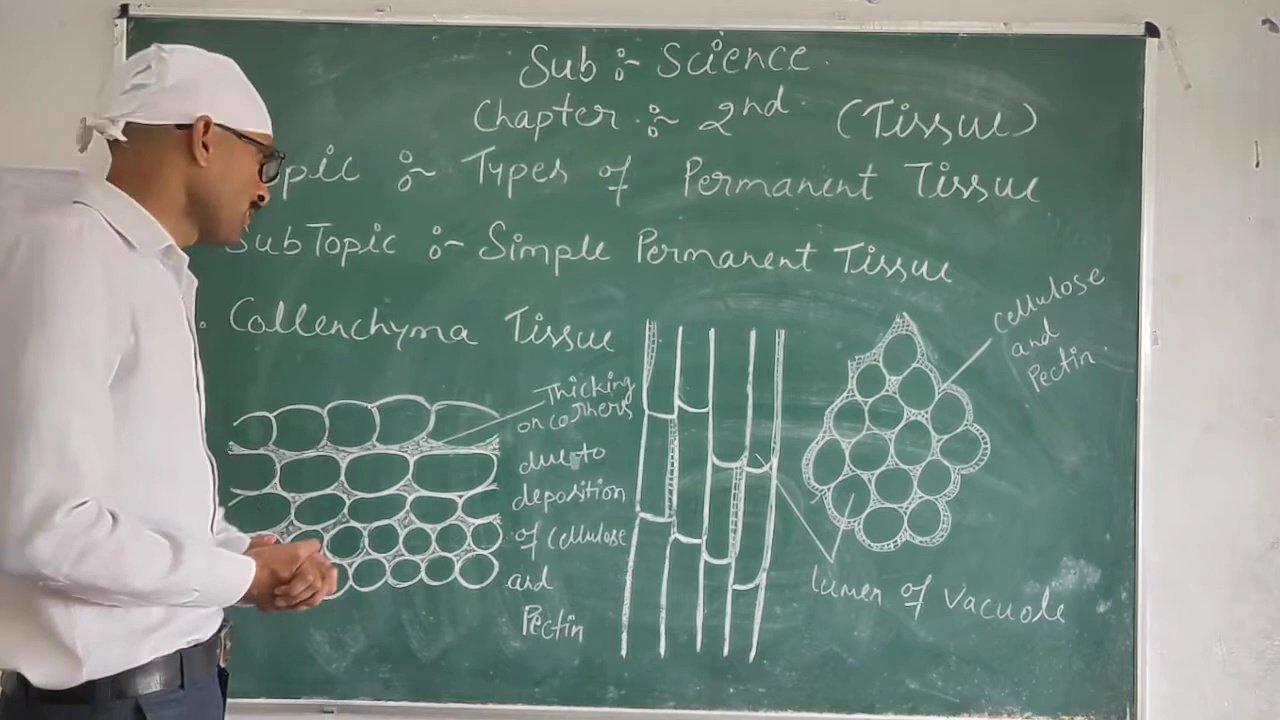 Sub :~ Science
Chapter :~ 2nd (Tissue)
pic :~ Types of Permanent Tissue
SubTopic :~ Simple Permanent Tissue
. Collenchyma Tissue
Thicking
on corners
due to
deposition
of cellulose
and
Pectin
cellulose
and
Pectin
lumen of vacuole